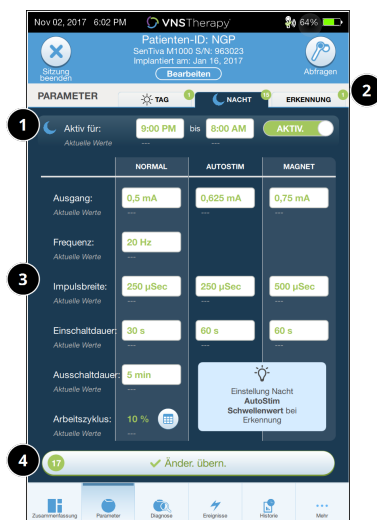 Nov 02, 2017 6:02 PM VNSTherapy® 64%
Patienten-ID: NGP
SenTiva M1000 S/N: 963023
Implantiert am: Jan 16, 2017
Sitzung beenden
Bearbeiten
Abfragen
PARAMETER TAG 1 NACHT 15 ERKENNUNG 1
2
1
Aktiv für: 9:00 PM bis 8:00 AM AKTIV.
Aktuelle Werte --- ---
NORMAL AUTOSTIM MAGNET
Ausgang: 0,5 mA 0,625 mA 0,75 mA
Aktuelle Werte --- --- ---
Frequenz: 20 Hz
Aktuelle Werte ---
3
Impulsbreite: 250 µSec 250 µSec 500 µSec
Aktuelle Werte --- --- ---
Einschaltdauer: 30 s 60 s 60 s
Aktuelle Werte --- --- ---
Ausschaltdauer: 5 min
Aktuelle Werte ---
Einstellung Nacht
AutoStim
Schwellenwert bei
Erkennung
Arbeitszyklus: 10 %
Aktuelle Werte ---
4
17 Änder. übern.
Zusammenfassung Parameter Diagnose Ereignisse Historie Mehr